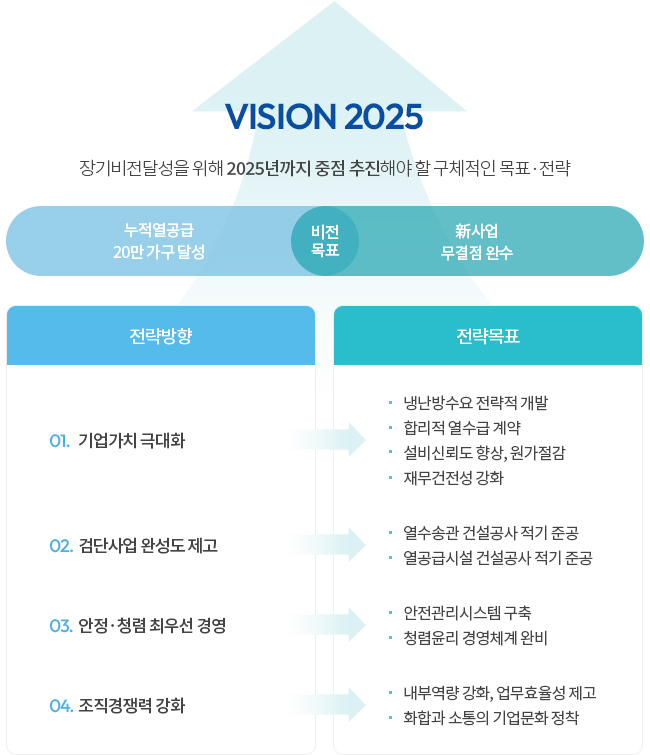 VISION 2025
장기비전달성을 위해 2025년까지 중점 추진해야 할 구체적인 목표·전략
누적열공급
20만 가구 달성
비전
목표
新사업
무결점 완수
전략방향
전략목표
01. 기업가치 극대화
냉난방수요 전략적 개발
합리적 열수급 계약
설비신뢰도 향상, 원가절감
재무건전성 강화
02. 검단사업 완성도 제고
열수송관 건설공사 적기 준공
열공급시설 건설공사 적기 준공
03. 안정·청렴 최우선 경영
안전관리시스템 구축
청렴윤리 경영체계 완비
04. 조직경쟁력 강화
내부역량 강화, 업무효율성 제고
화합과 소통의 기업문화 정착